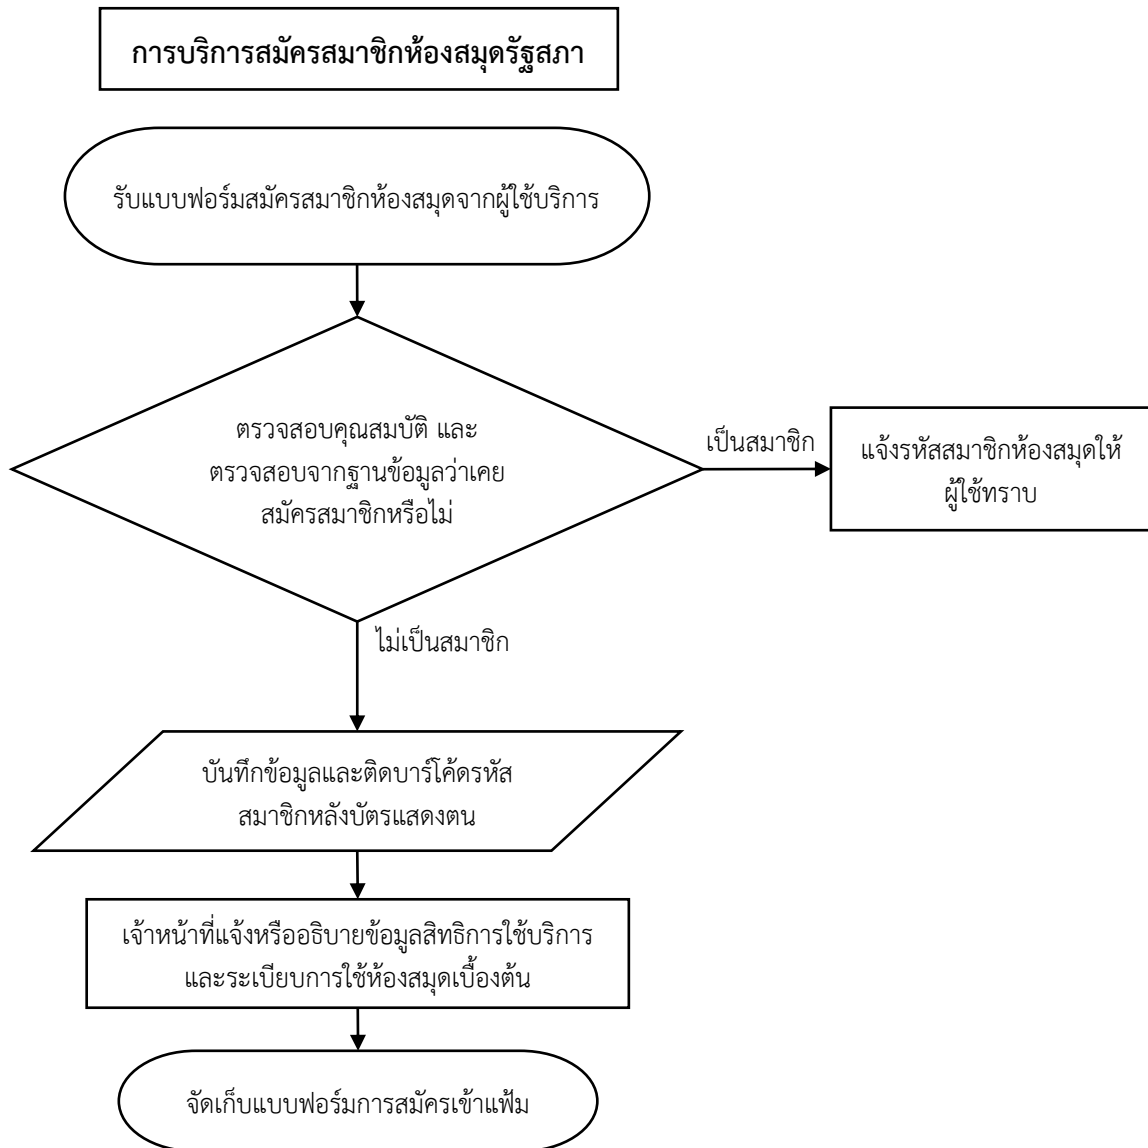 การบริการสมัครสมาชิกห้องสมุดรัฐสภา
รับแบบฟอร์มสมัครสมาชิกห้องสมุดจากผู้ใช้บริการ
ตรวจสอบคุณสมบัติ และ
ตรวจสอบจากฐานข้อมูลว่าเคย
สมัครสมาชิกหรือไม่
เป็นสมาชิก
แจ้งรหัสสมาชิกห้องสมุดให้
ผู้ใช้ทราบ
ไม่เป็นสมาชิก
บันทึกข้อมูลและติดบาร์โค้ดรหัส
สมาชิกหลังบัตรแสดงตน
เจ้าหน้าที่แจ้งหรืออธิบายข้อมูลสิทธิการใช้บริการ
และระเบียบการใช้ห้องสมุดเบื้องต้น
จัดเก็บแบบฟอร์มการสมัครเข้าแฟ้ม